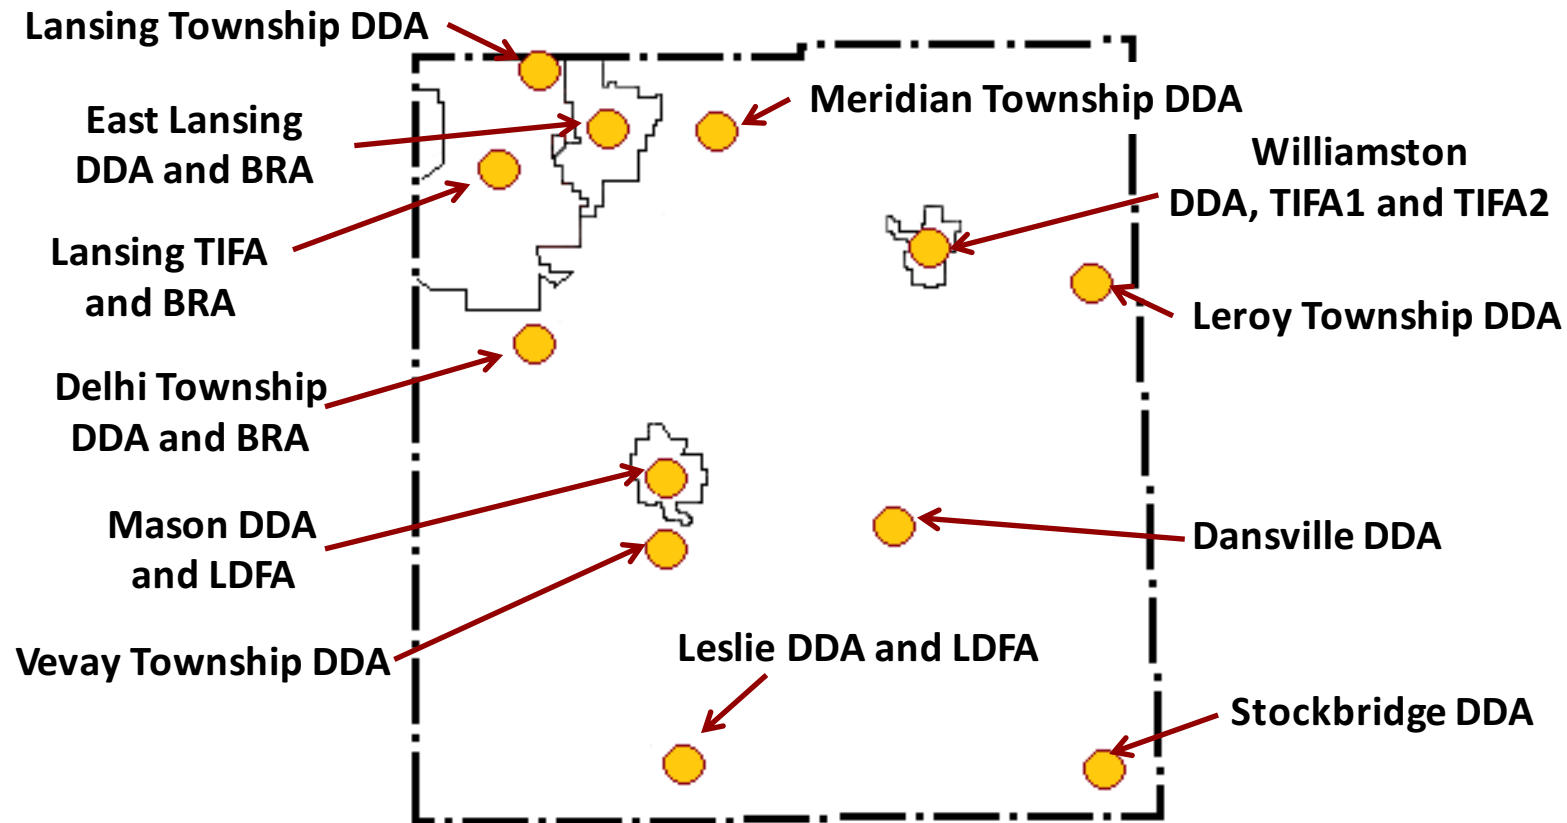 Lansing Township DDA
East Lansing
DDA and BRA
Lansing TIFA
and BRA
Delhi Township
DDA and BRA
Mason DDA
and LDFA
Vevay Township DDA
Meridian Township DDA
Williamston
DDA, TIFA1 and TIFA2
Leroy Township DDA
Dansville DDA
Leslie DDA and LDFA
Stockbridge DDA